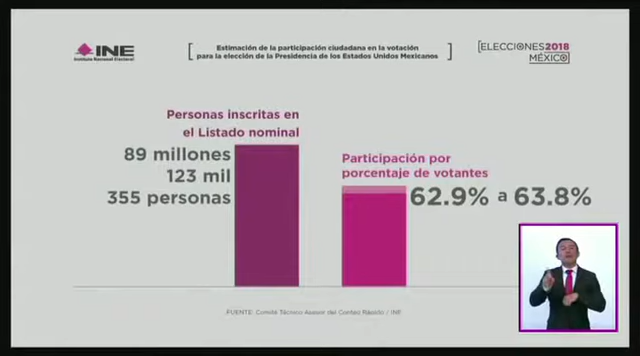 INE
Instituto Nacional Electoral
Estimación de la participación ciudadana en la votación
para la elección de la Presidencia de los Estados Unidos Mexicanos
ELECCIONES2018
MÉXICO
Personas inscritas en
el Listado nominal
89 millones
123 mil
355 personas
Participación por
porcentaje de votantes
62.9% a 63.8%
FUENTE: Comité Técnico Asesor del Conteo Rápido / INE